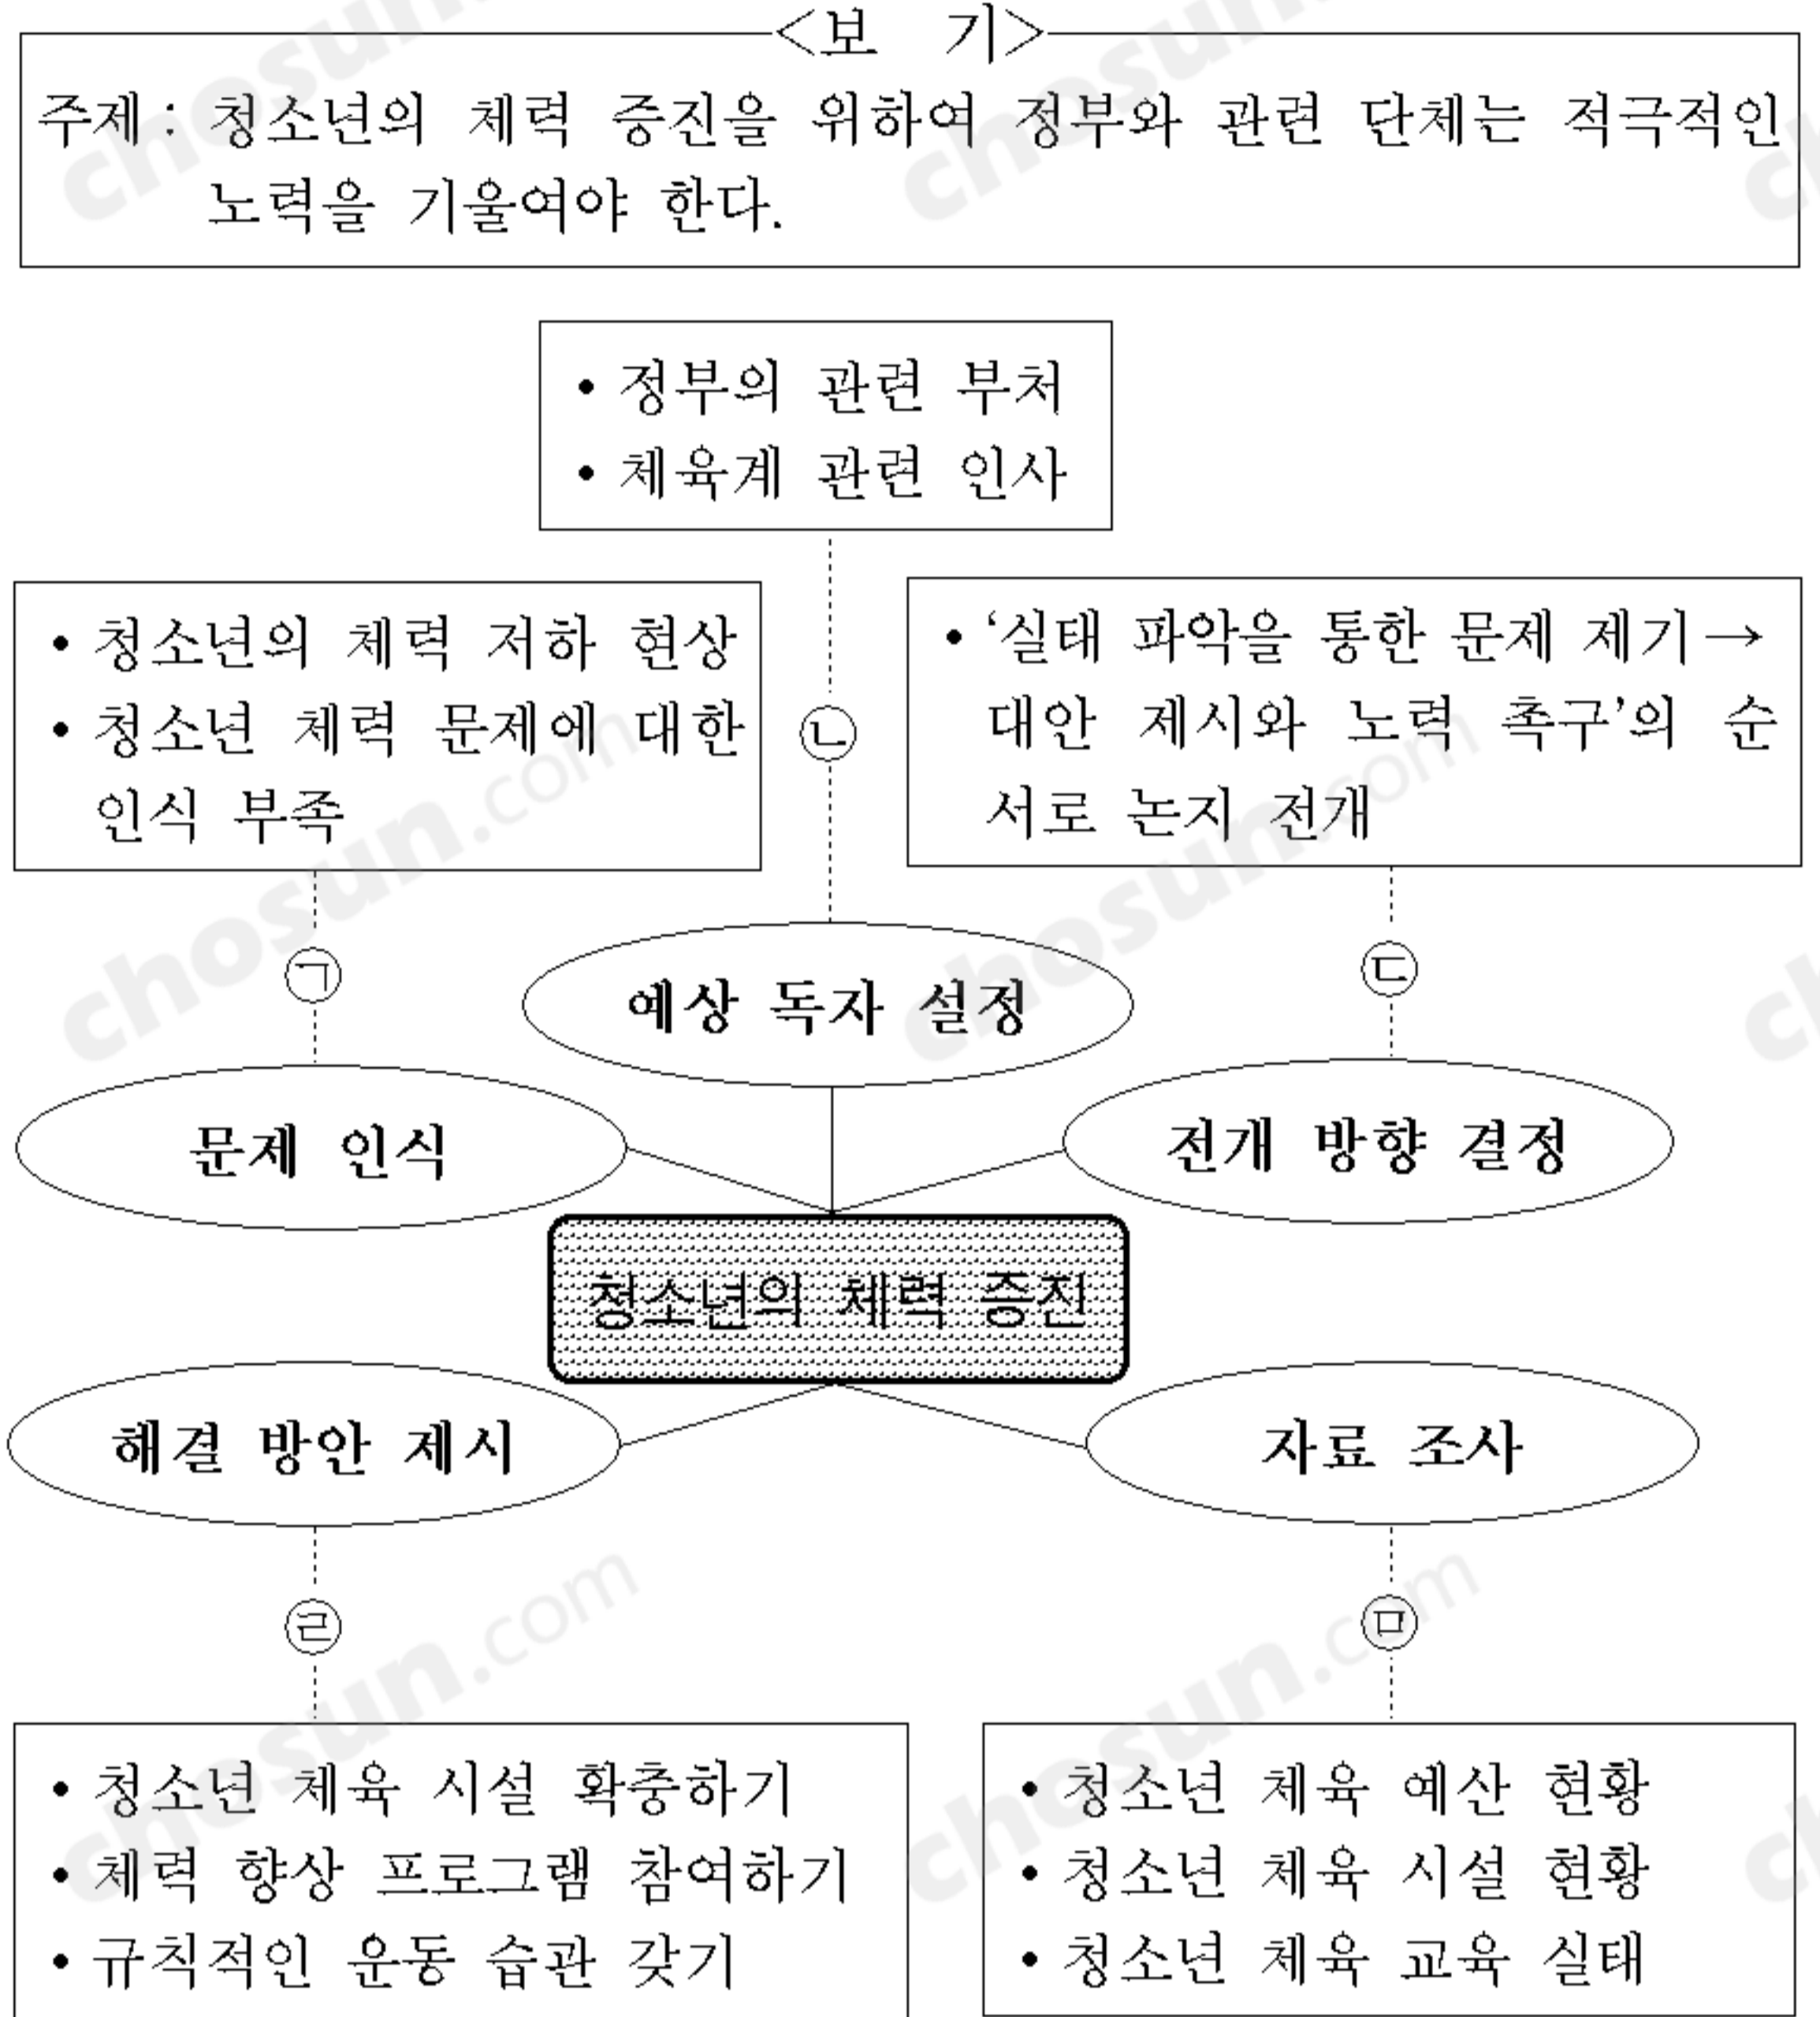 <보 기>
주제 : 청소년의 체력 증진을 위하여 정부와 관련 단체는 적극적인
노력을 기울여야 한다.
• 정부의 관련 부처
• 체육계 관련 인사
• 청소년의 체력 저하 현상
• 청소년 체력 문제에 대한
인식 부족
㉠
㉡
• ‘실태 파악을 통한 문제 제기→
대안 제시와 노력 촉구’의 순
서로 논지 전개
㉢
예상 독자 설정
문제 인식
전개 방향 결정
청소년의 체력 증진
해결 방안 제시
자료 조사
㉣
㉤
• 청소년 체육 시설 확충하기
• 체력 향상 프로그램 참여하기
• 규칙적인 운동 습관 갖기
• 청소년 체육 예산 현황
• 청소년 체육 시설 현황
• 청소년 체육 교육 실태
chosun.com